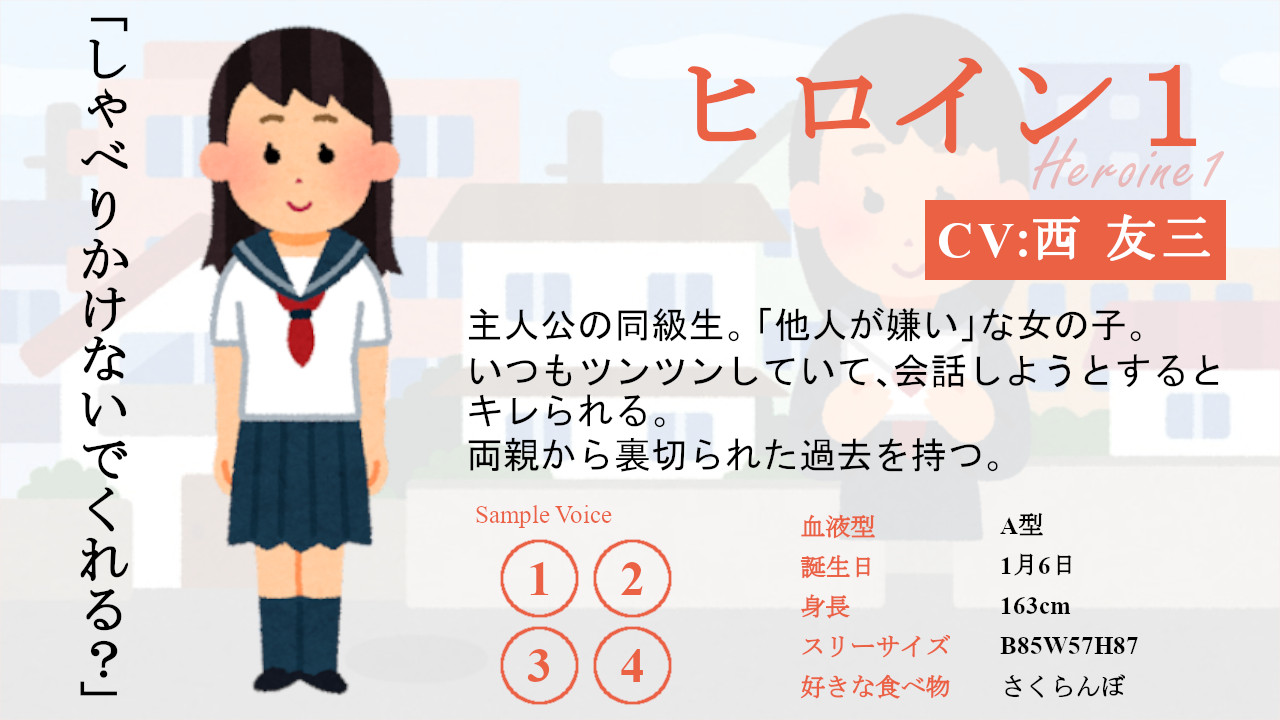 「しゃべりかけないでくれる?」
ヒロイン1
Heroine 1
CV:西 友三
主人公の同級生。「他人が嫌い」な女の子。
いつもツンツンしていて、会話しようとすると
キレられる。
両親から裏切られた過去を持つ。
Sample Voice
1 2
3 4
血液型 A型
誕生日 1月6日
身長 163cm
スリーサイズ B85W57H87
好きな食べ物 さくらんぼ